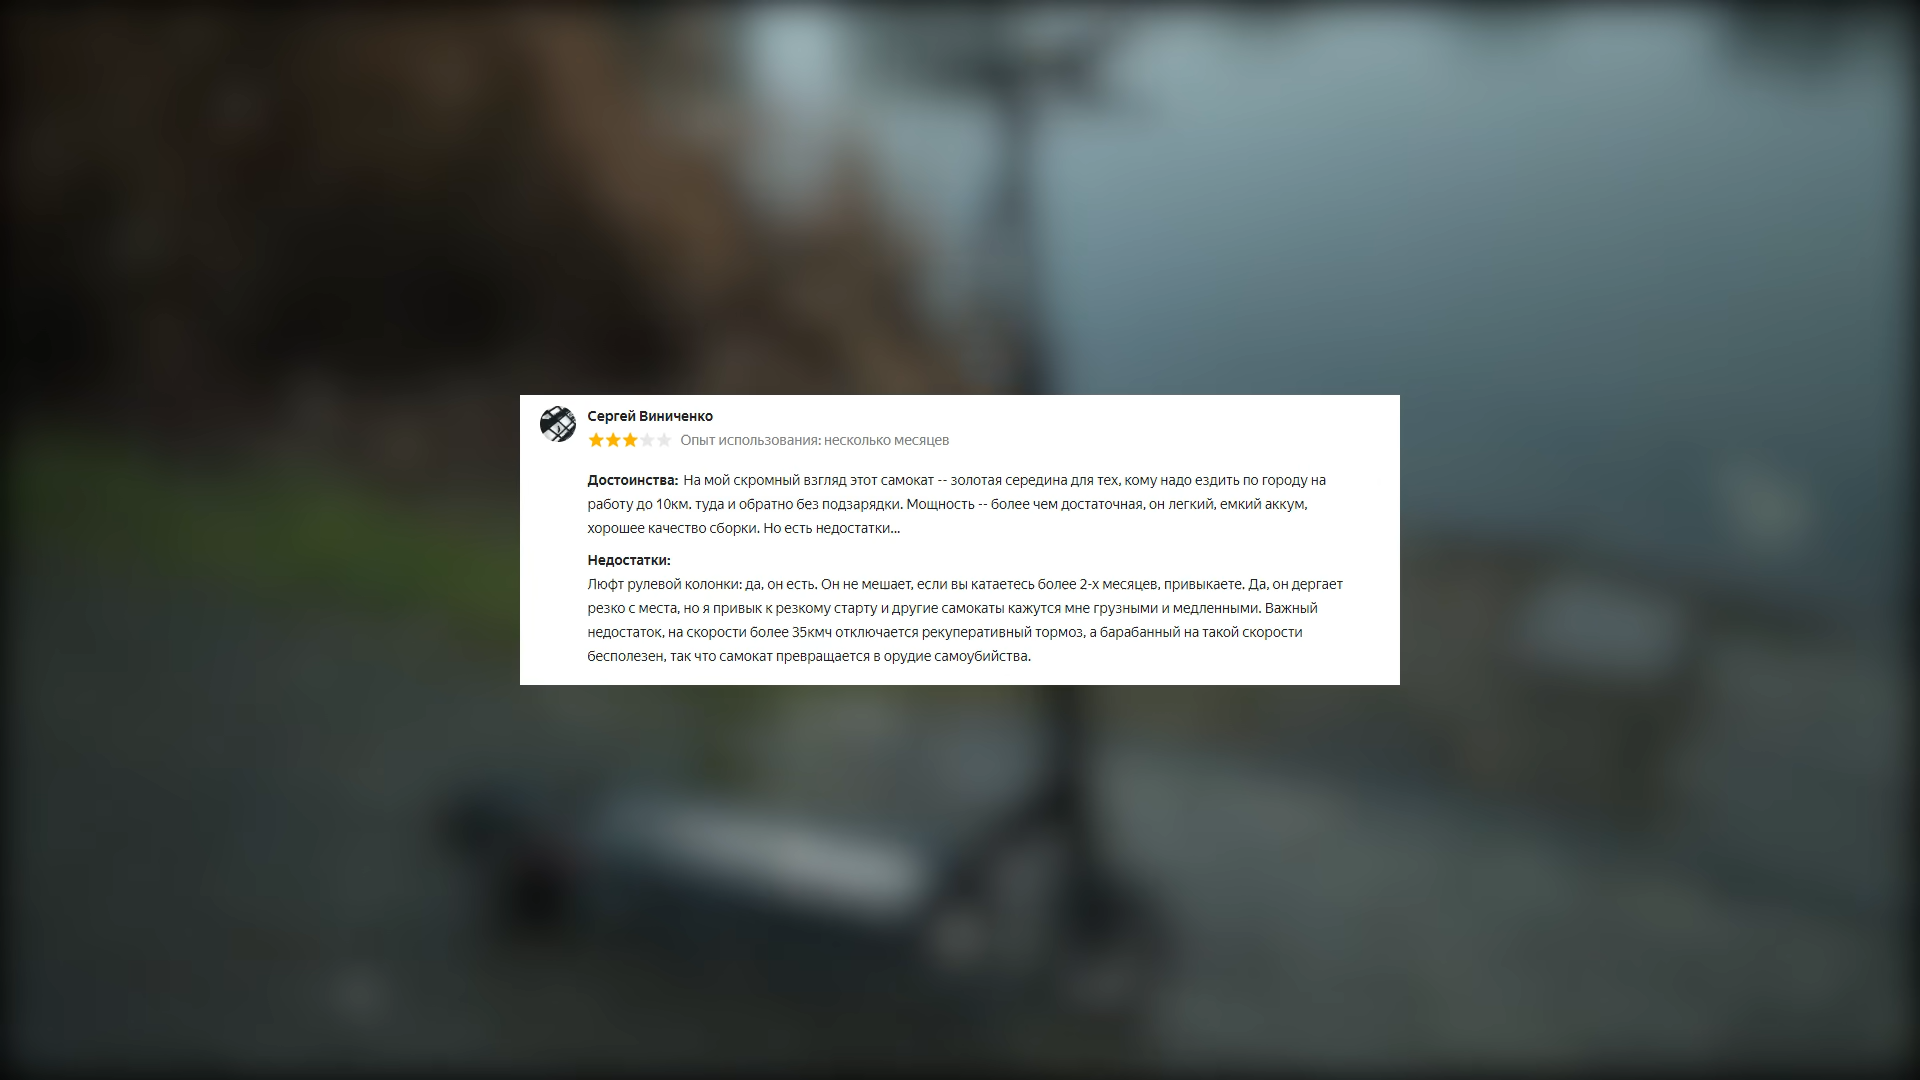 Сергей Виниченко
Опыт использования: несколько месяцев
Достоинства: На мой скромный взгляд этот самокат -- золотая середина для тех, кому надо ездить по городу на
работу до 10км. туда и обратно без подзарядки. Мощность -- более чем достаточная, он легкий, емкий аккум,
хорошее качество сборки. Но есть недостатки...
Недостатки:
Люфт рулевой колонки: да, он есть. Он не мешает, если вы катаетесь более 2-х месяцев, привыкаете. Да, он дергает
резко с места, но я привык к резкому старту и другие самокаты кажутся мне грузными и медленными. Важный
недостаток, на скорости более 35кмч отключается рекуперативный тормоз, а барабанный на такой скорости
бесполезен, так что самокат превращается в орудие самоубийства.